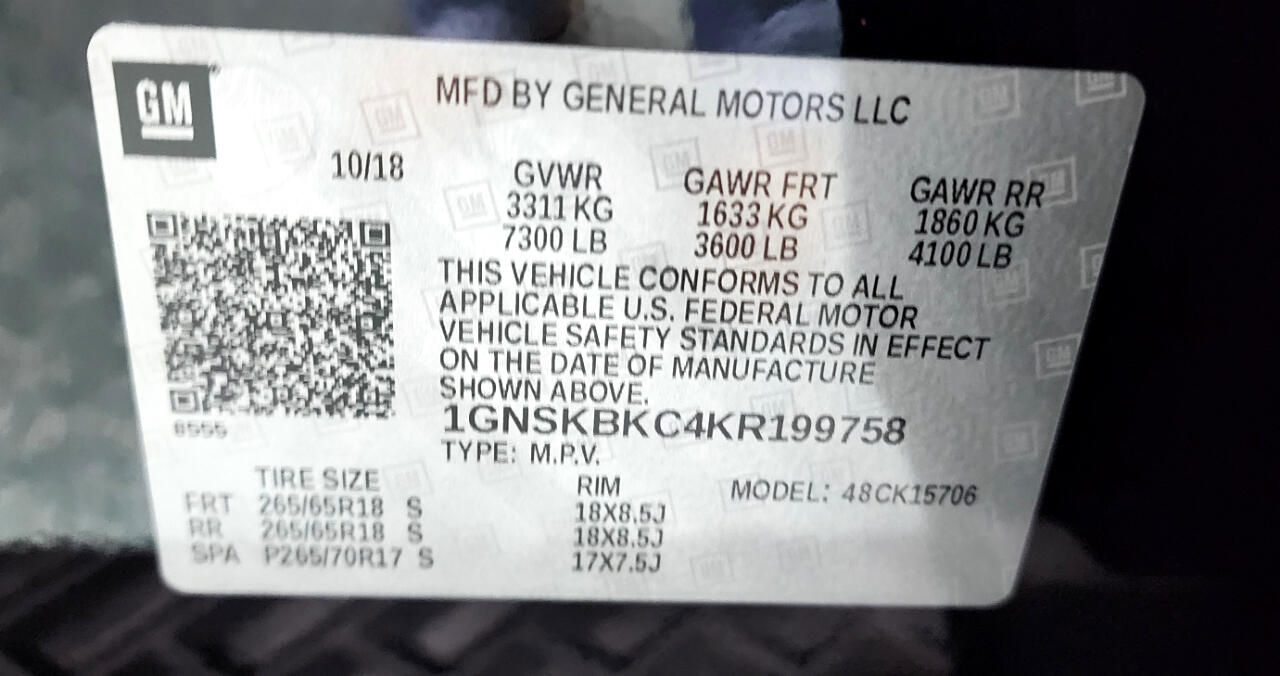 GM
MFD BY GENERAL MOTORS LLC
10/18
GVWR GAWR FRT GAWR RR
3311 KG 1633 KG 1860 KG
7300 LB 3600 LB 4100 LB
THIS VEHICLE CONFORMS TO ALL
APPLICABLE U.S. FEDERAL MOTOR
VEHICLE SAFETY STANDARDS IN EFFECT
ON THE DATE OF MANUFACTURE
SHOWN ABOVE.
8555
1GNSKBKC4KR199758
TYPE: M.P.V.
TIRE SIZE RIM MODEL: 48CK15706
FRT 265/65R18 S 18X8.5J
RR 265/65R18 S 18X8.5J
SPA P265/70R17 S 17X7.5J